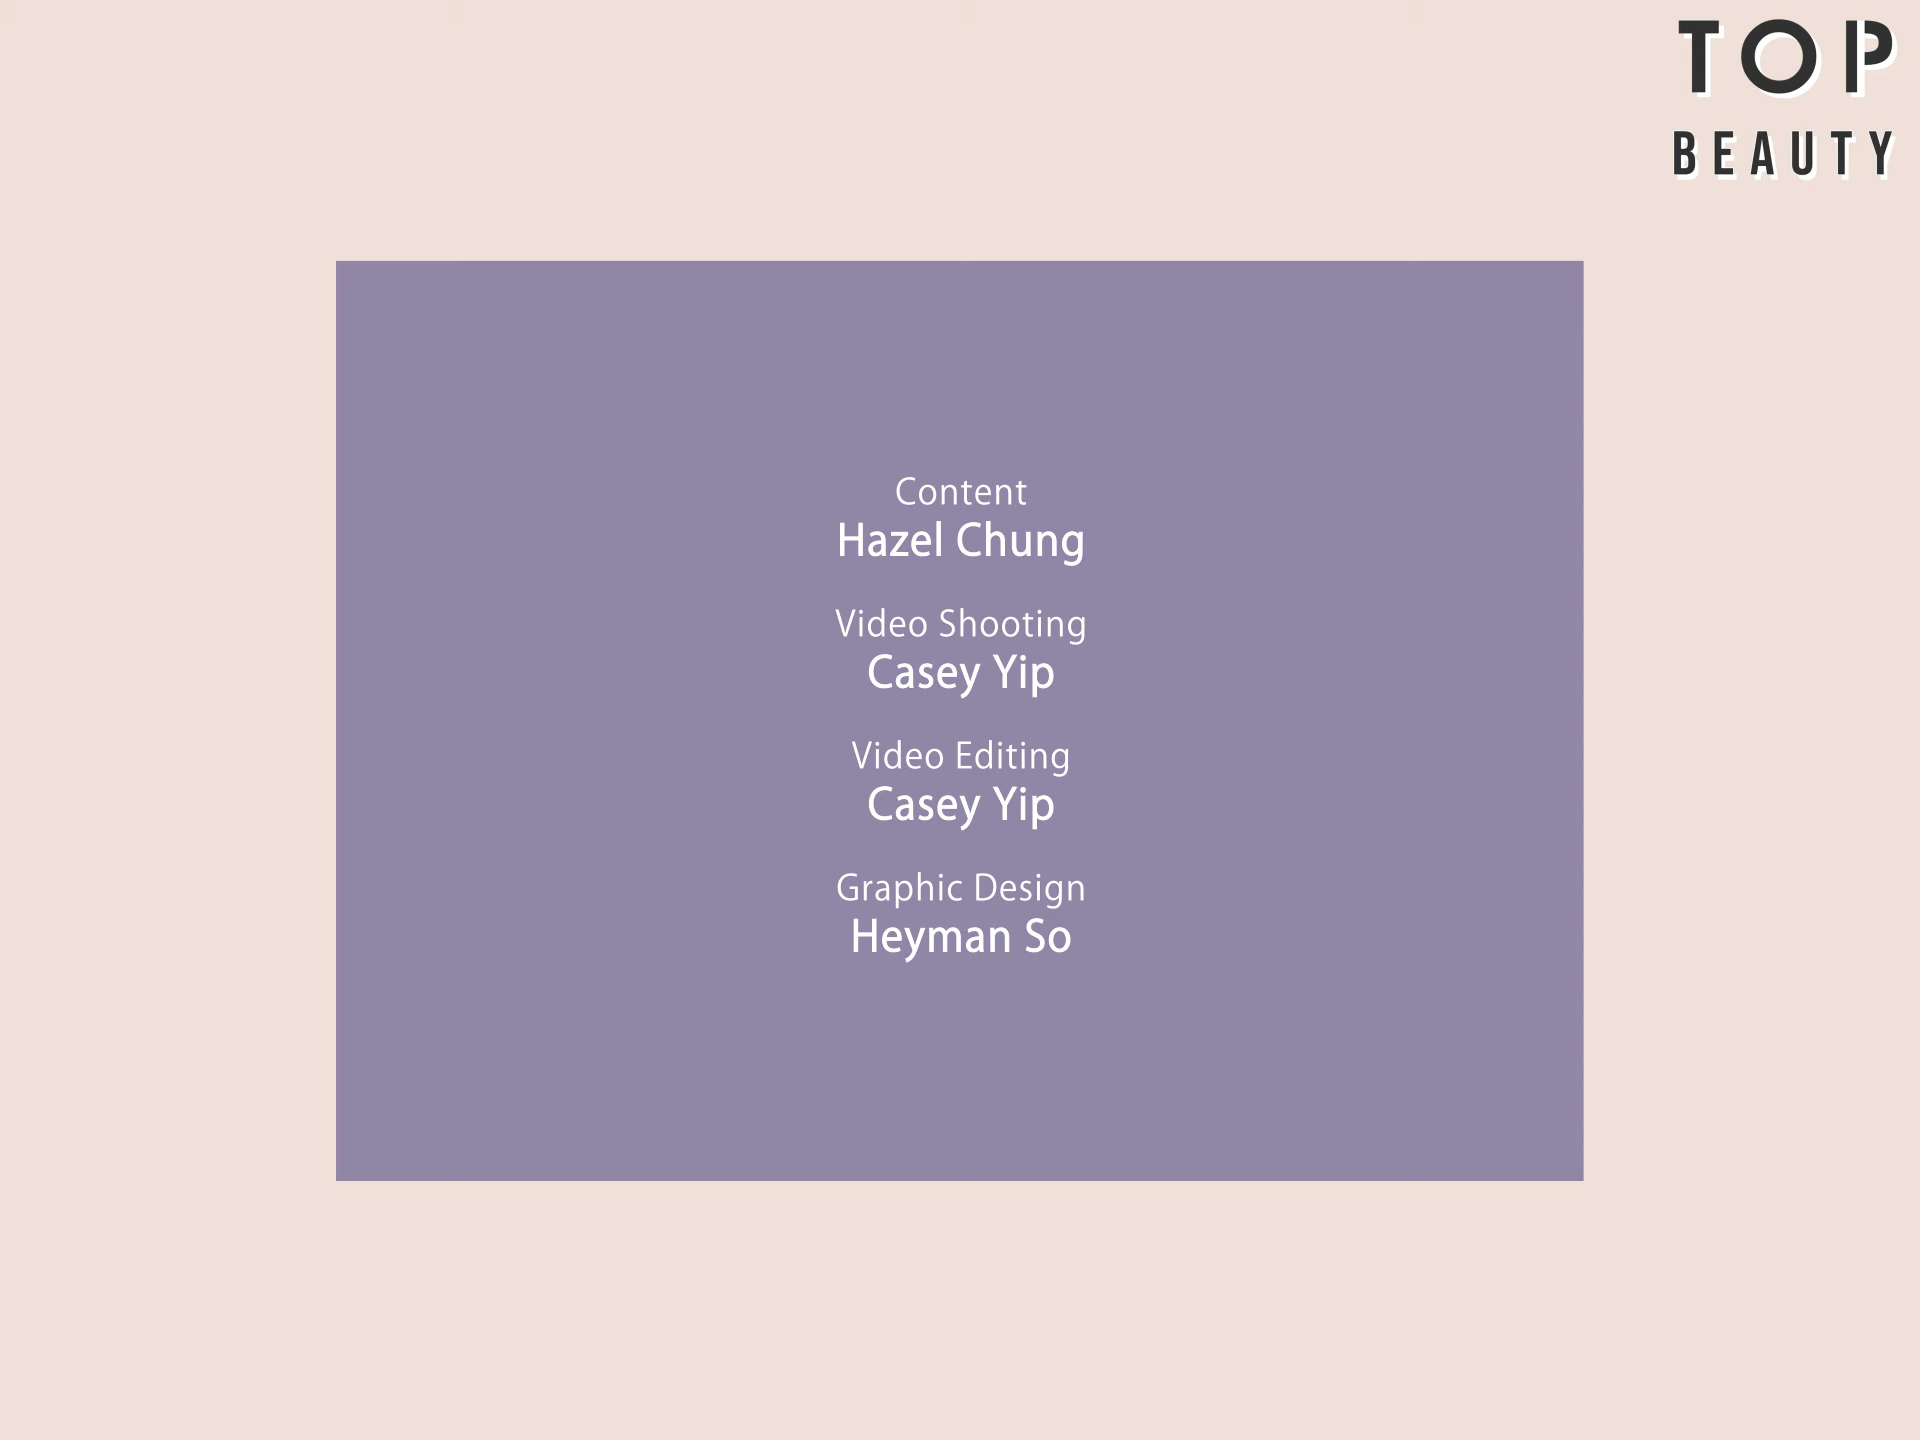 TOP
BEAUTY
Content
Hazel Chung
Video Shooting
Casey Yip
Video Editing
Casey Yip
Graphic Design
Heyman So